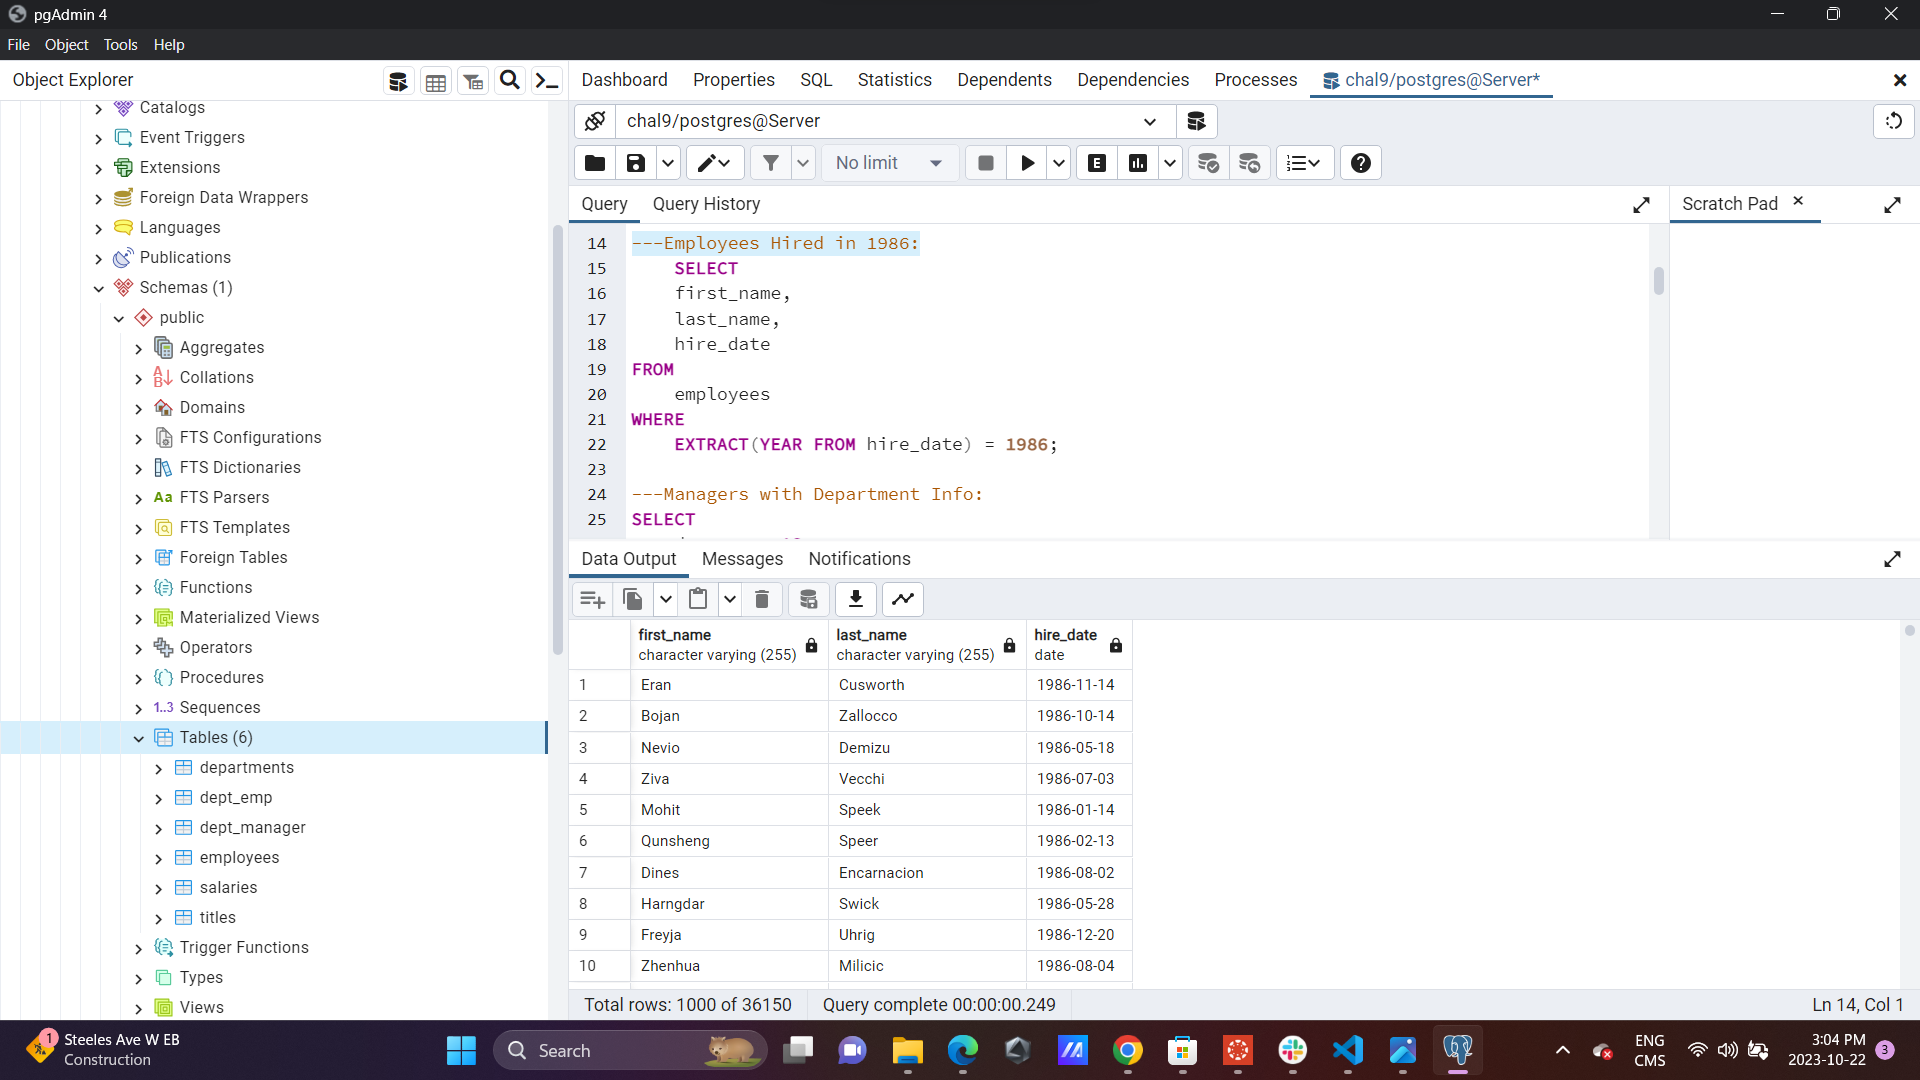 pgAdmin 4
File Object Tools Help
Object Explorer
Dashboard Properties SQL Statistics Dependents Dependencies Processes chal9/postgres@Server*
Catalogs
Event Triggers
Extensions
Foreign Data Wrappers
Languages
Publications
Schemas (1)
public
Aggregates
Collations
Domains
FTS Configurations
FTS Dictionaries
Aa FTS Parsers
FTS Templates
Foreign Tables
Functions
Materialized Views
Operators
Procedures
1..3 Sequences
Tables (6)
departments
dept_emp
dept_manager
employees
salaries
titles
Trigger Functions
Types
Views
chal9/postgres@Server
No limit
E
Query Query History
Scratch Pad
14 ---Employees Hired in 1986:
15 SELECT
16 first_name,
17 last_name,
18 hire_date
19 FROM
20 employees
21 WHERE
22 EXTRACT(YEAR FROM hire_date) = 1986;
23
24 ---Managers with Department Info:
25 SELECT
Data Output Messages Notifications
first_name last_name hire_date
character varying (255) character varying (255) date
1 Eran Cusworth 1986-11-14
2 Bojan Zallocco 1986-10-14
3 Nevio Demizu 1986-05-18
4 Ziva Vecchi 1986-07-03
5 Mohit Speek 1986-01-14
6 Qunsheng Speer 1986-02-13
7 Dines Encarnacion 1986-08-02
8 Harngdar Swick 1986-05-28
9 Freyja Uhrig 1986-12-20
10 Zhenhua Milicic 1986-08-04
Total rows: 1000 of 36150 Query complete 00:00:00.249 Ln 14, Col 1
1
Steeles Ave W EB
Construction
Search
ENG
CMS
3:04 PM
2023-10-22
3